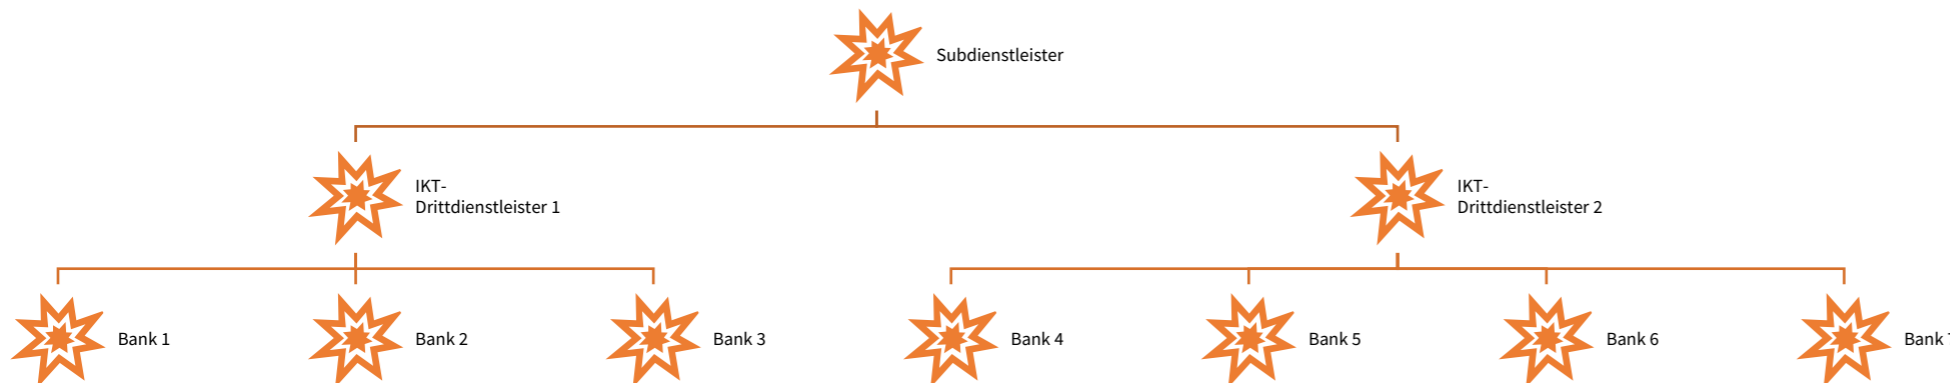 Subdienstleister
IKT-
Drittdienstleister 1
IKT-
Drittdienstleister 2
Bank 1
Bank 2
Bank 3
Bank 4
Bank 5
Bank 6
Bank